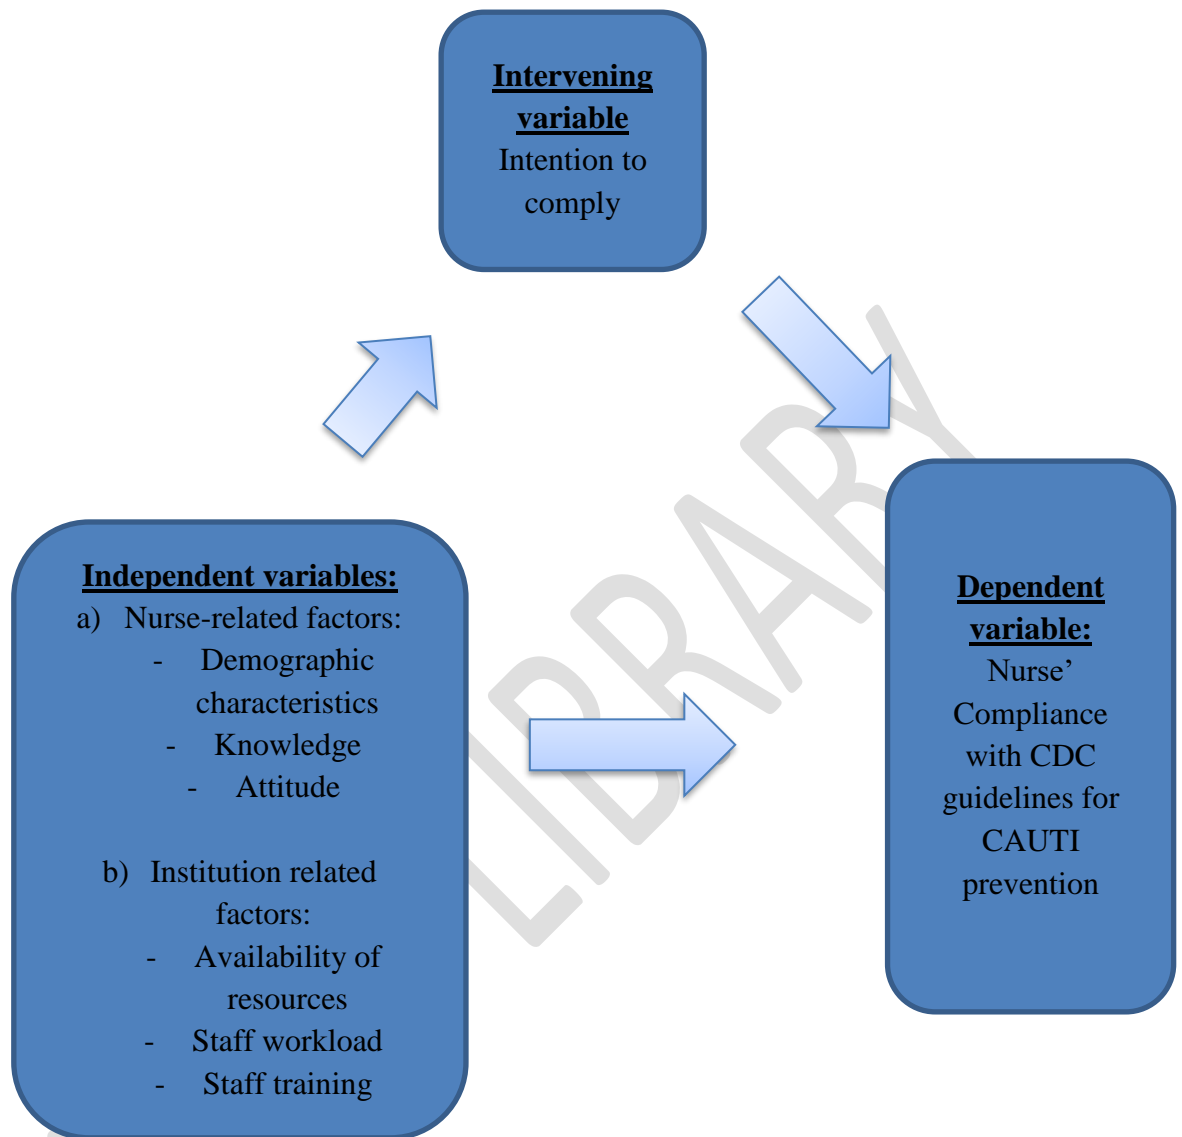 Intervening
variable
Intention to
comply
Independent variables:
a) Nurse-related factors:
- Demographic
characteristics
- Knowledge
- Attitude
b) Institution related
factors:
- Availability of
resources
- Staff workload
- Staff training
Dependent
variable:
Nurse’
Compliance
with CDC
guidelines for
CAUTI
prevention
LIBRARY